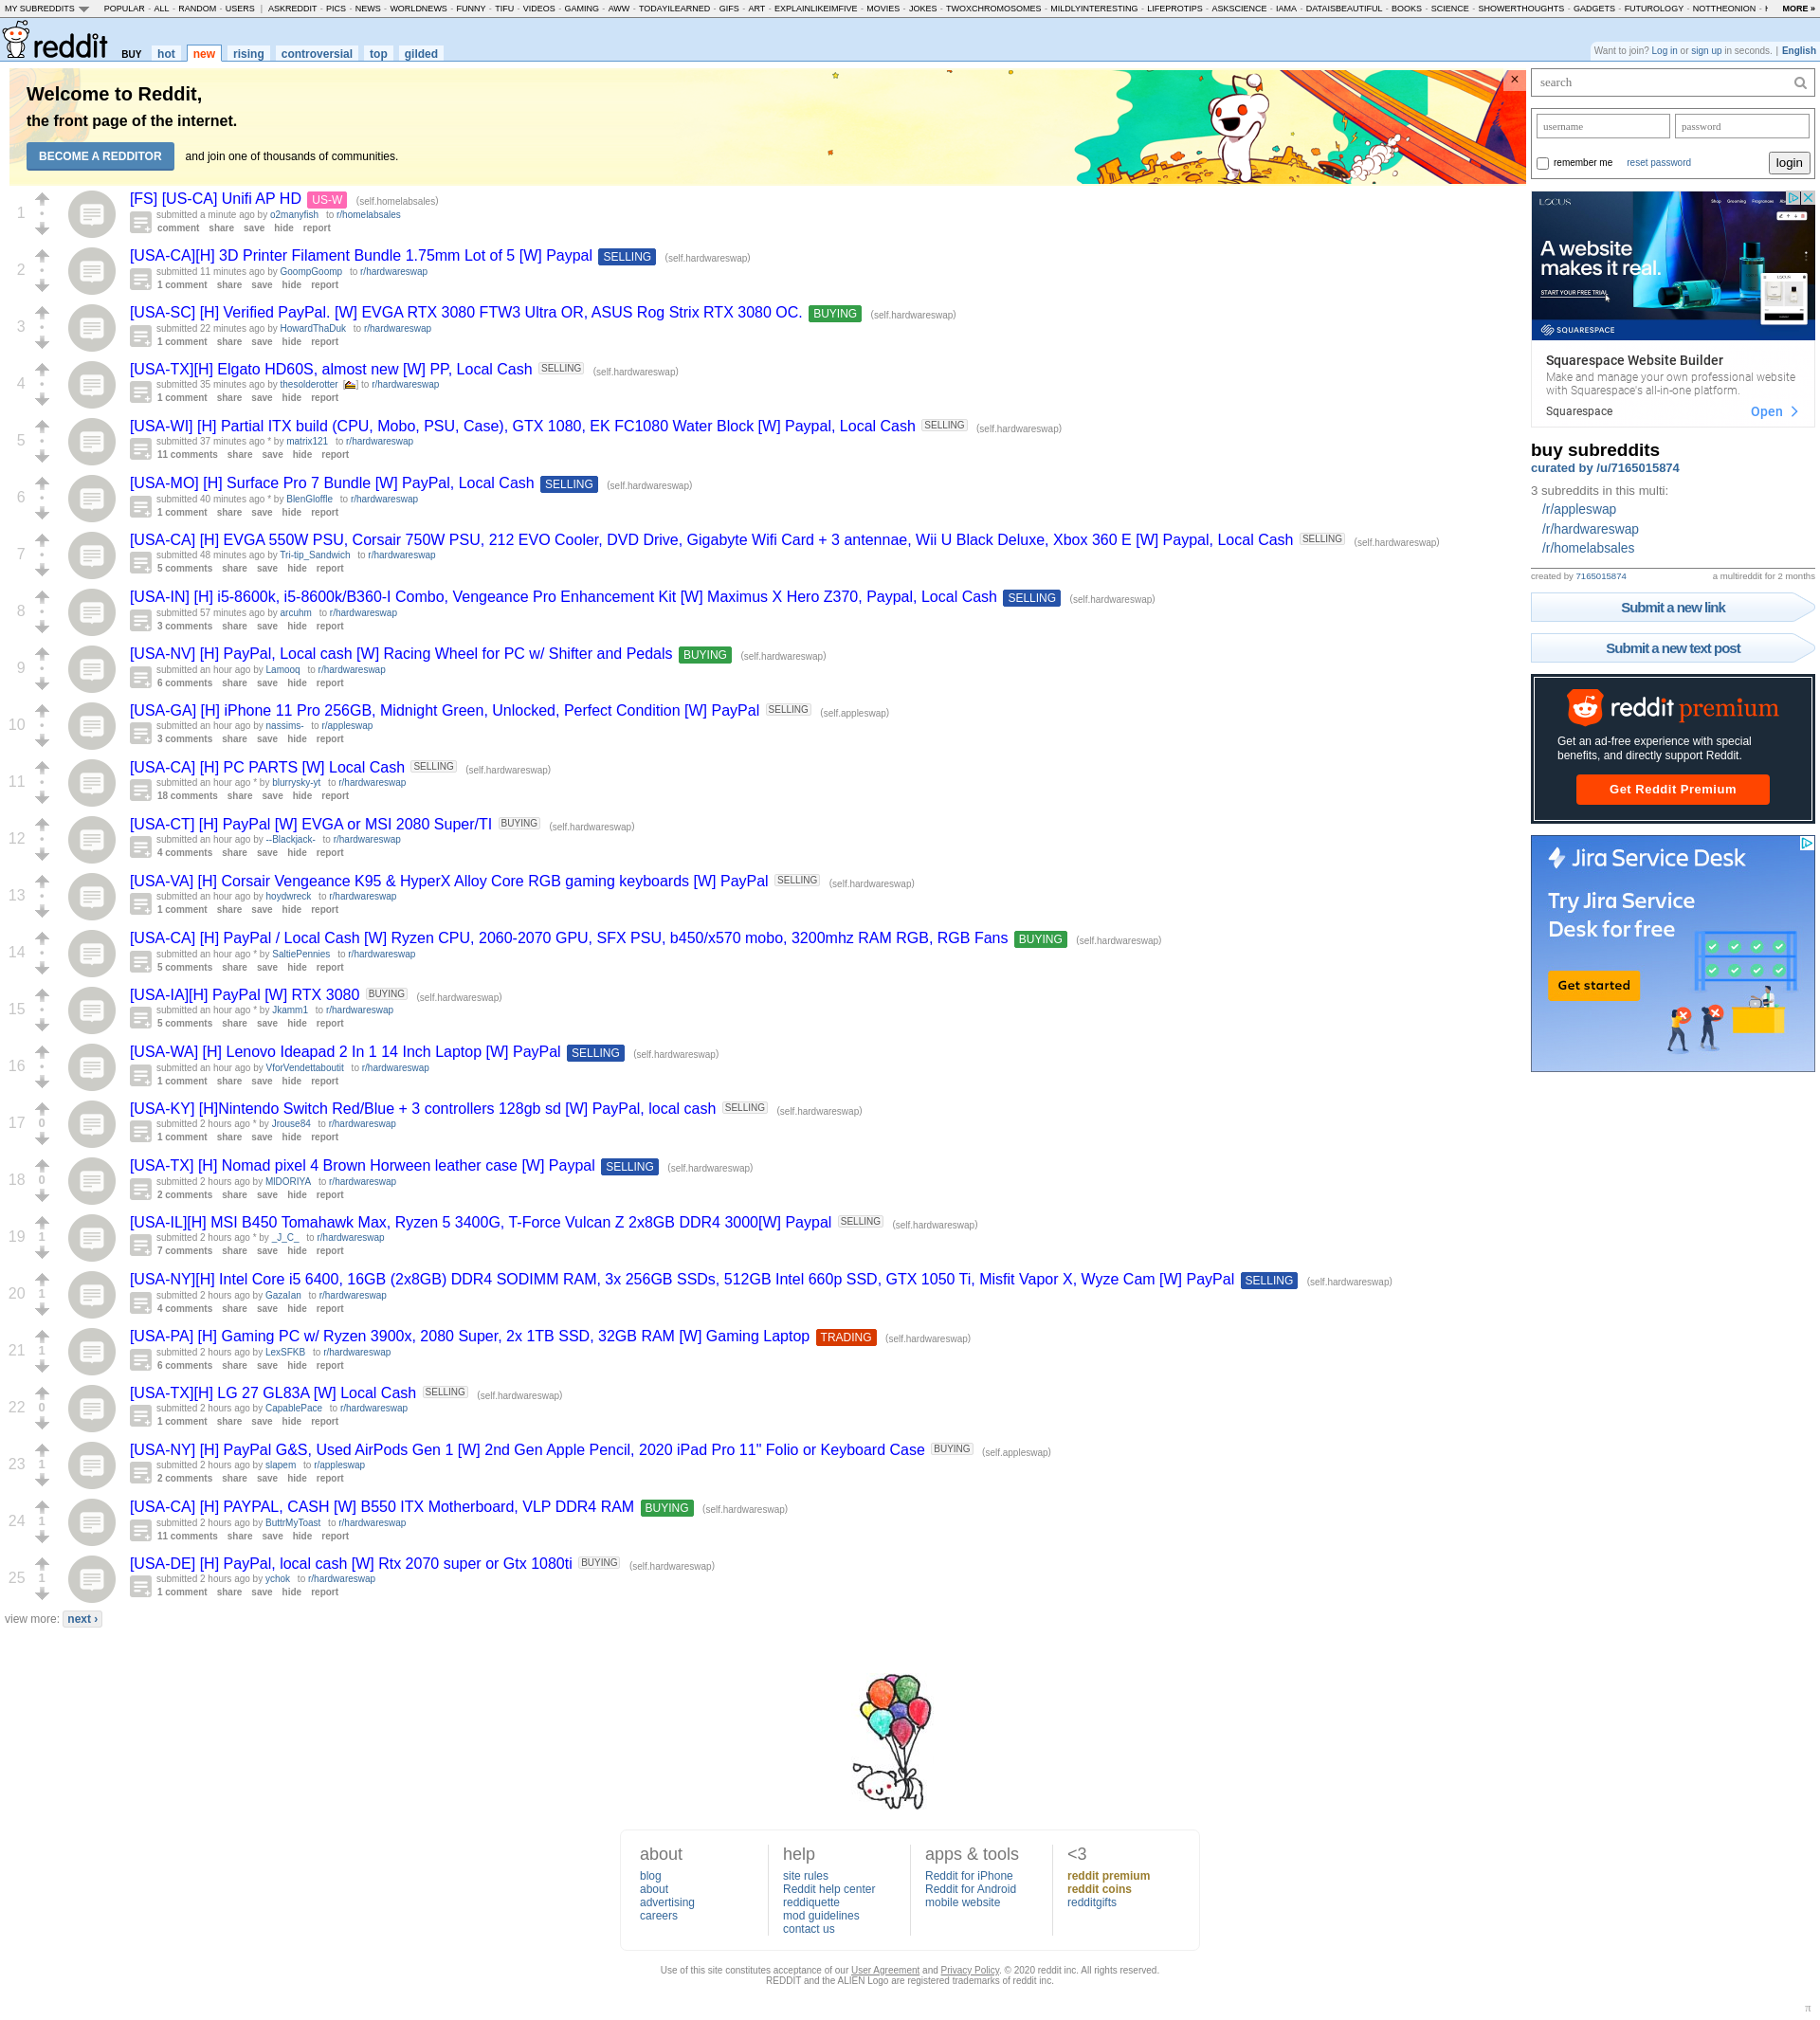 MY SUBREDDITS POPULAR - ALL - RANDOM - USERS | ASKREDDIT - PICS - NEWS - WORLDNEWS - FUNNY - TIFU - VIDEOS - GAMING - AWW - TODAYILEARNED - GIFS - ART - EXPLAINLIKEIMFIVE - MOVIES - JOKES - TWOXCHROMOSOMES - MILDLYINTERESTING - LIFEPROTIPS - ASKSCIENCE - IAMA - DATAISBEAUTIFUL - BOOKS - SCIENCE - SHOWERTHOUGHTS - GADGETS - FUTUROLOGY - NOTTHEONION - MORE »
reddit BUY hot new rising controversial top gilded
Want to join? Log in or sign up in seconds. | English
Welcome to Reddit,
the front page of the internet.
BECOME A REDDITOR and join one of thousands of communities.
×
1
[FS] [US-CA] Unifi AP HD US-W (self.homelabsales)
submitted a minute ago by o2manyfish to r/homelabsales
comment share save hide report
2
[USA-CA][H] 3D Printer Filament Bundle 1.75mm Lot of 5 [W] Paypal SELLING (self.hardwareswap)
submitted 11 minutes ago by GoompGoomp to r/hardwareswap
1 comment share save hide report
3
[USA-SC] [H] Verified PayPal. [W] EVGA RTX 3080 FTW3 Ultra OR, ASUS Rog Strix RTX 3080 OC. BUYING (self.hardwareswap)
submitted 22 minutes ago by HowardThaDuk to r/hardwareswap
1 comment share save hide report
4
[USA-TX][H] Elgato HD60S, almost new [W] PP, Local Cash SELLING (self.hardwareswap)
submitted 35 minutes ago by thesolderotter [] to r/hardwareswap
1 comment share save hide report
5
[USA-WI] [H] Partial ITX build (CPU, Mobo, PSU, Case), GTX 1080, EK FC1080 Water Block [W] Paypal, Local Cash SELLING (self.hardwareswap)
submitted 37 minutes ago * by matrix121 to r/hardwareswap
11 comments share save hide report
6
[USA-MO] [H] Surface Pro 7 Bundle [W] PayPal, Local Cash SELLING (self.hardwareswap)
submitted 40 minutes ago * by BlenGloffle to r/hardwareswap
1 comment share save hide report
7
[USA-CA] [H] EVGA 550W PSU, Corsair 750W PSU, 212 EVO Cooler, DVD Drive, Gigabyte Wifi Card + 3 antennae, Wii U Black Deluxe, Xbox 360 E [W] Paypal, Local Cash SELLING (self.hardwareswap)
submitted 48 minutes ago by Tri-tip_Sandwich to r/hardwareswap
5 comments share save hide report
8
[USA-IN] [H] i5-8600k, i5-8600k/B360-I Combo, Vengeance Pro Enhancement Kit [W] Maximus X Hero Z370, Paypal, Local Cash SELLING (self.hardwareswap)
submitted 57 minutes ago by arcuhm to r/hardwareswap
3 comments share save hide report
9
[USA-NV] [H] PayPal, Local cash [W] Racing Wheel for PC w/ Shifter and Pedals BUYING (self.hardwareswap)
submitted an hour ago by Lamooq to r/hardwareswap
6 comments share save hide report
10
[USA-GA] [H] iPhone 11 Pro 256GB, Midnight Green, Unlocked, Perfect Condition [W] PayPal SELLING (self.appleswap)
submitted an hour ago by nassims- to r/appleswap
3 comments share save hide report
11
[USA-CA] [H] PC PARTS [W] Local Cash SELLING (self.hardwareswap)
submitted an hour ago * by blurrysky-yt to r/hardwareswap
18 comments share save hide report
12
[USA-CT] [H] PayPal [W] EVGA or MSI 2080 Super/TI BUYING (self.hardwareswap)
submitted an hour ago by --Blackjack- to r/hardwareswap
4 comments share save hide report
13
[USA-VA] [H] Corsair Vengeance K95 & HyperX Alloy Core RGB gaming keyboards [W] PayPal SELLING (self.hardwareswap)
submitted an hour ago by hoydwreck to r/hardwareswap
1 comment share save hide report
14
[USA-CA] [H] PayPal / Local Cash [W] Ryzen CPU, 2060-2070 GPU, SFX PSU, b450/x570 mobo, 3200mhz RAM RGB, RGB Fans BUYING (self.hardwareswap)
submitted an hour ago * by SaltiePennies to r/hardwareswap
5 comments share save hide report
15
[USA-IA][H] PayPal [W] RTX 3080 BUYING (self.hardwareswap)
submitted an hour ago * by Jkamm1 to r/hardwareswap
5 comments share save hide report
16
[USA-WA] [H] Lenovo Ideapad 2 In 1 14 Inch Laptop [W] PayPal SELLING (self.hardwareswap)
submitted an hour ago by VforVendettaboutit to r/hardwareswap
1 comment share save hide report
17 0
[USA-KY] [H]Nintendo Switch Red/Blue + 3 controllers 128gb sd [W] PayPal, local cash SELLING (self.hardwareswap)
submitted 2 hours ago * by Jrouse84 to r/hardwareswap
1 comment share save hide report
18 0
[USA-TX] [H] Nomad pixel 4 Brown Horween leather case [W] Paypal SELLING (self.hardwareswap)
submitted 2 hours ago by MIDORIYA to r/hardwareswap
2 comments share save hide report
19 1
[USA-IL][H] MSI B450 Tomahawk Max, Ryzen 5 3400G, T-Force Vulcan Z 2x8GB DDR4 3000[W] Paypal SELLING (self.hardwareswap)
submitted 2 hours ago * by _J_C_ to r/hardwareswap
7 comments share save hide report
20 1
[USA-NY][H] Intel Core i5 6400, 16GB (2x8GB) DDR4 SODIMM RAM, 3x 256GB SSDs, 512GB Intel 660p SSD, GTX 1050 Ti, Misfit Vapor X, Wyze Cam [W] PayPal SELLING (self.hardwareswap)
submitted 2 hours ago by Gazalan to r/hardwareswap
4 comments share save hide report
21 1
[USA-PA] [H] Gaming PC w/ Ryzen 3900x, 2080 Super, 2x 1TB SSD, 32GB RAM [W] Gaming Laptop TRADING (self.hardwareswap)
submitted 2 hours ago by LexSFKB to r/hardwareswap
6 comments share save hide report
22 0
[USA-TX][H] LG 27 GL83A [W] Local Cash SELLING (self.hardwareswap)
submitted 2 hours ago by CapablePace to r/hardwareswap
1 comment share save hide report
23 1
[USA-NY] [H] PayPal G&S, Used AirPods Gen 1 [W] 2nd Gen Apple Pencil, 2020 iPad Pro 11" Folio or Keyboard Case BUYING (self.appleswap)
submitted 2 hours ago by slapem to r/appleswap
2 comments share save hide report
24 1
[USA-CA] [H] PAYPAL, CASH [W] B550 ITX Motherboard, VLP DDR4 RAM BUYING (self.hardwareswap)
submitted 2 hours ago by ButtrMyToast to r/hardwareswap
11 comments share save hide report
25 1
[USA-DE] [H] PayPal, local cash [W] Rtx 2070 super or Gtx 1080ti BUYING (self.hardwareswap)
submitted 2 hours ago by ychok to r/hardwareswap
1 comment share save hide report
view more: next ›
search
username password
remember me reset password login
LOCUS
A website
makes it real.
START YOUR FREE TRIAL
SQUARESPACE
Squarespace Website Builder
Make and manage your own professional website
with Squarespace's all-in-one platform.
Squarespace Open
buy subreddits
curated by /u/7165015874
3 subreddits in this multi:
/r/appleswap
/r/hardwareswap
/r/homelabsales
created by 7165015874 a multireddit for 2 months
Submit a new link
Submit a new text post
reddit premium
Get an ad-free experience with special
benefits, and directly support Reddit.
Get Reddit Premium
Jira Service Desk
Try Jira Service
Desk for free
Get started
about
blog
about
advertising
careers
help
site rules
Reddit help center
reddiquette
mod guidelines
contact us
apps & tools
Reddit for iPhone
Reddit for Android
mobile website
<3
reddit premium
reddit coins
redditgifts
Use of this site constitutes acceptance of our User Agreement and Privacy Policy. © 2020 reddit inc. All rights reserved.
REDDIT and the ALIEN Logo are registered trademarks of reddit inc.
π